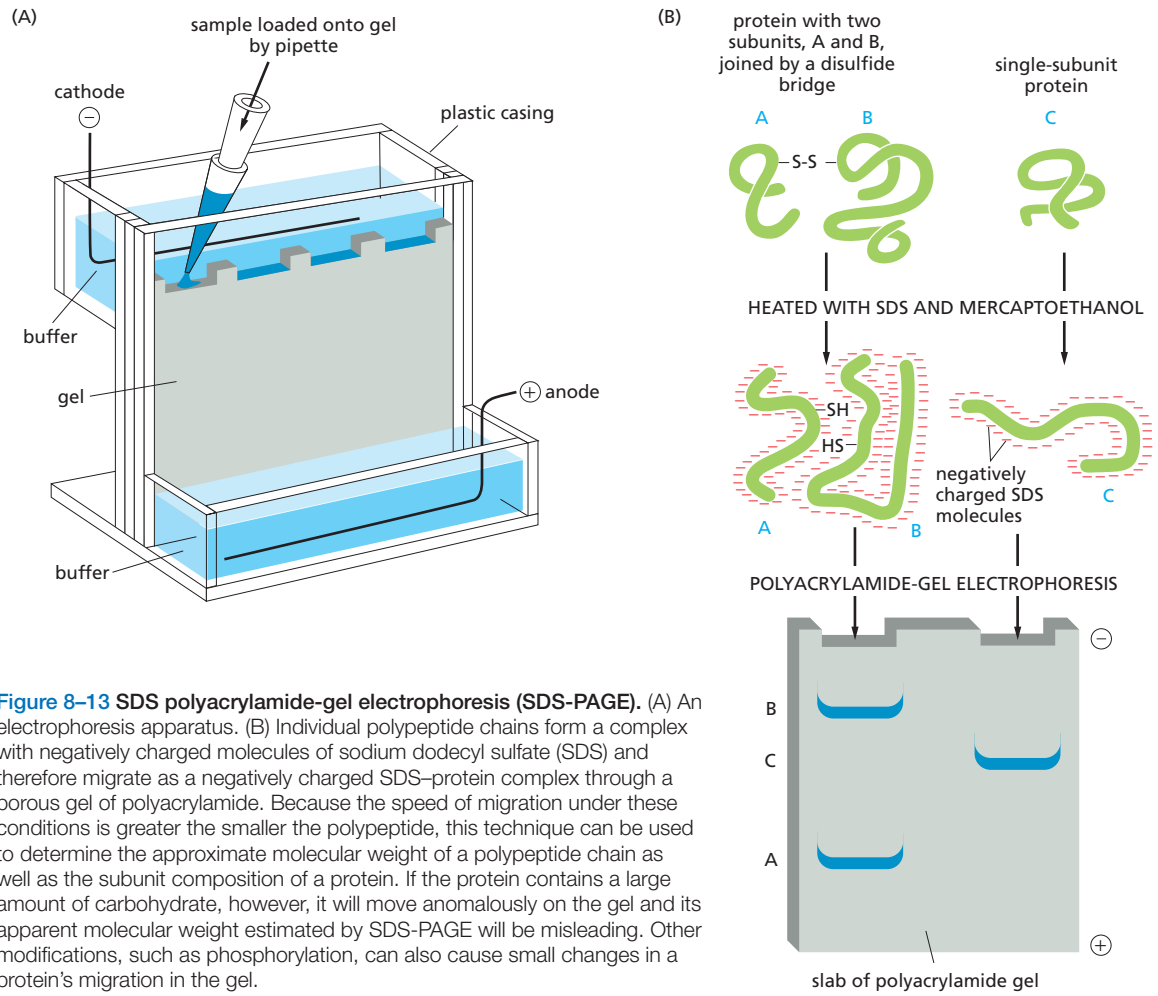 (A)
sample loaded onto gel
by pipette
cathode
−
plastic casing
buffer
gel
+ anode
buffer
(B)
protein with two
subunits, A and B,
joined by a disulfide
bridge
single-subunit
protein
A
B
C
S-S
HEATED WITH SDS AND MERCAPTOETHANOL
SH
HS
negatively
charged SDS
molecules
A
B
C
POLYACRYLAMIDE-GEL ELECTROPHORESIS
−
B
C
A
+
slab of polyacrylamide gel
Figure 8–13 SDS polyacrylamide-gel electrophoresis (SDS-PAGE). (A) An
electrophoresis apparatus. (B) Individual polypeptide chains form a complex
with negatively charged molecules of sodium dodecyl sulfate (SDS) and
therefore migrate as a negatively charged SDS–protein complex through a
porous gel of polyacrylamide. Because the speed of migration under these
conditions is greater the smaller the polypeptide, this technique can be used
to determine the approximate molecular weight of a polypeptide chain as
well as the subunit composition of a protein. If the protein contains a large
amount of carbohydrate, however, it will move anomalously on the gel and its
apparent molecular weight estimated by SDS-PAGE will be misleading. Other
modifications, such as phosphorylation, can also cause small changes in a
protein's migration in the gel.